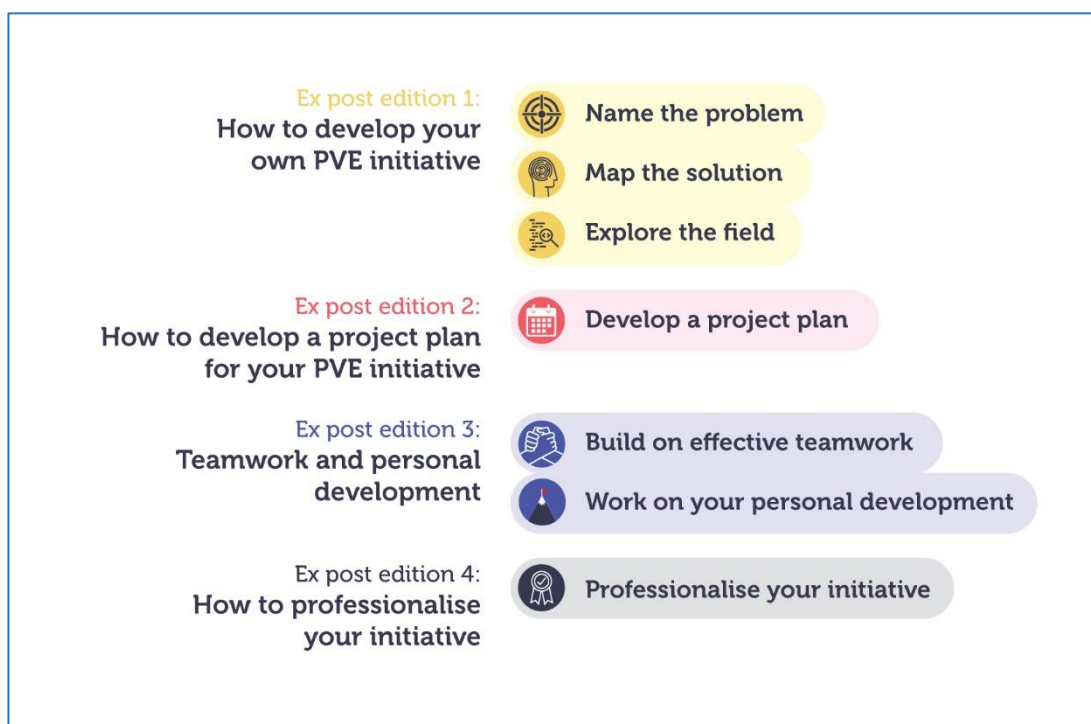 Ex post edition 1:
How to develop your
own PVE initiative
Name the problem
Map the solution
Explore the field
Ex post edition 2:
How to develop a project plan
for your PVE initiative
Develop a project plan
Ex post edition 3:
Teamwork and personal
development
Build on effective teamwork
Work on your personal development
Ex post edition 4:
How to professionalise
your initiative
Professionalise your initiative